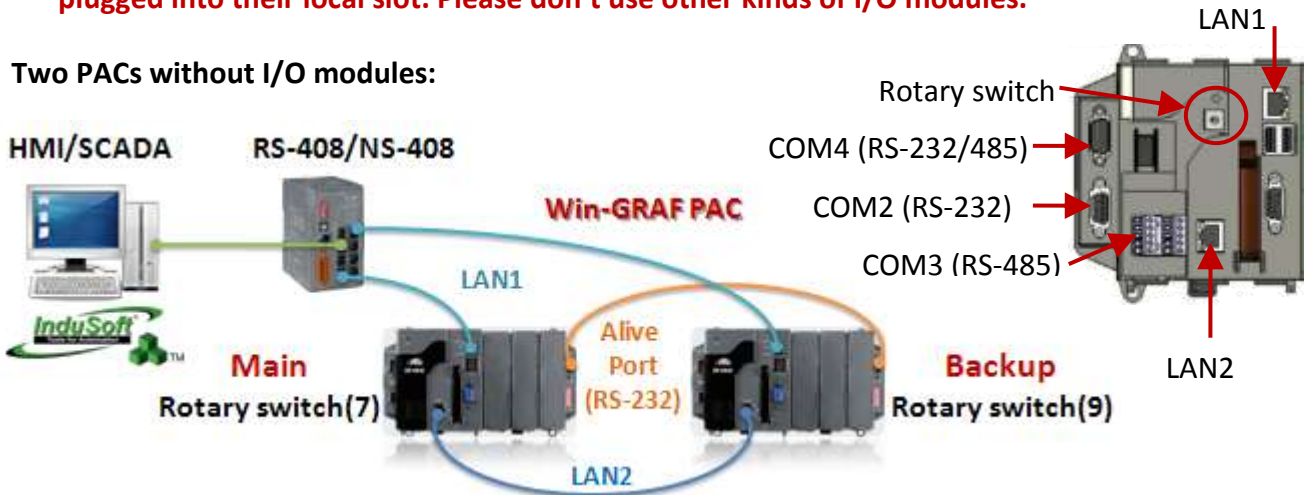 plugged into their local slot. Please don't use other kinds of I/O modules.
LAN1
Two PACs without I/O modules:
Rotary switch
HMI/SCADA
RS-408/NS-408
COM4 (RS-232/485)
Win-GRAF PAC
COM2 (RS-232)
LAN1
COM3 (RS-485)
InduSoft
TM
Alive
Port
(RS-232)
Main
Rotary switch(7)
Backup
Rotary switch(9)
LAN2
LAN2